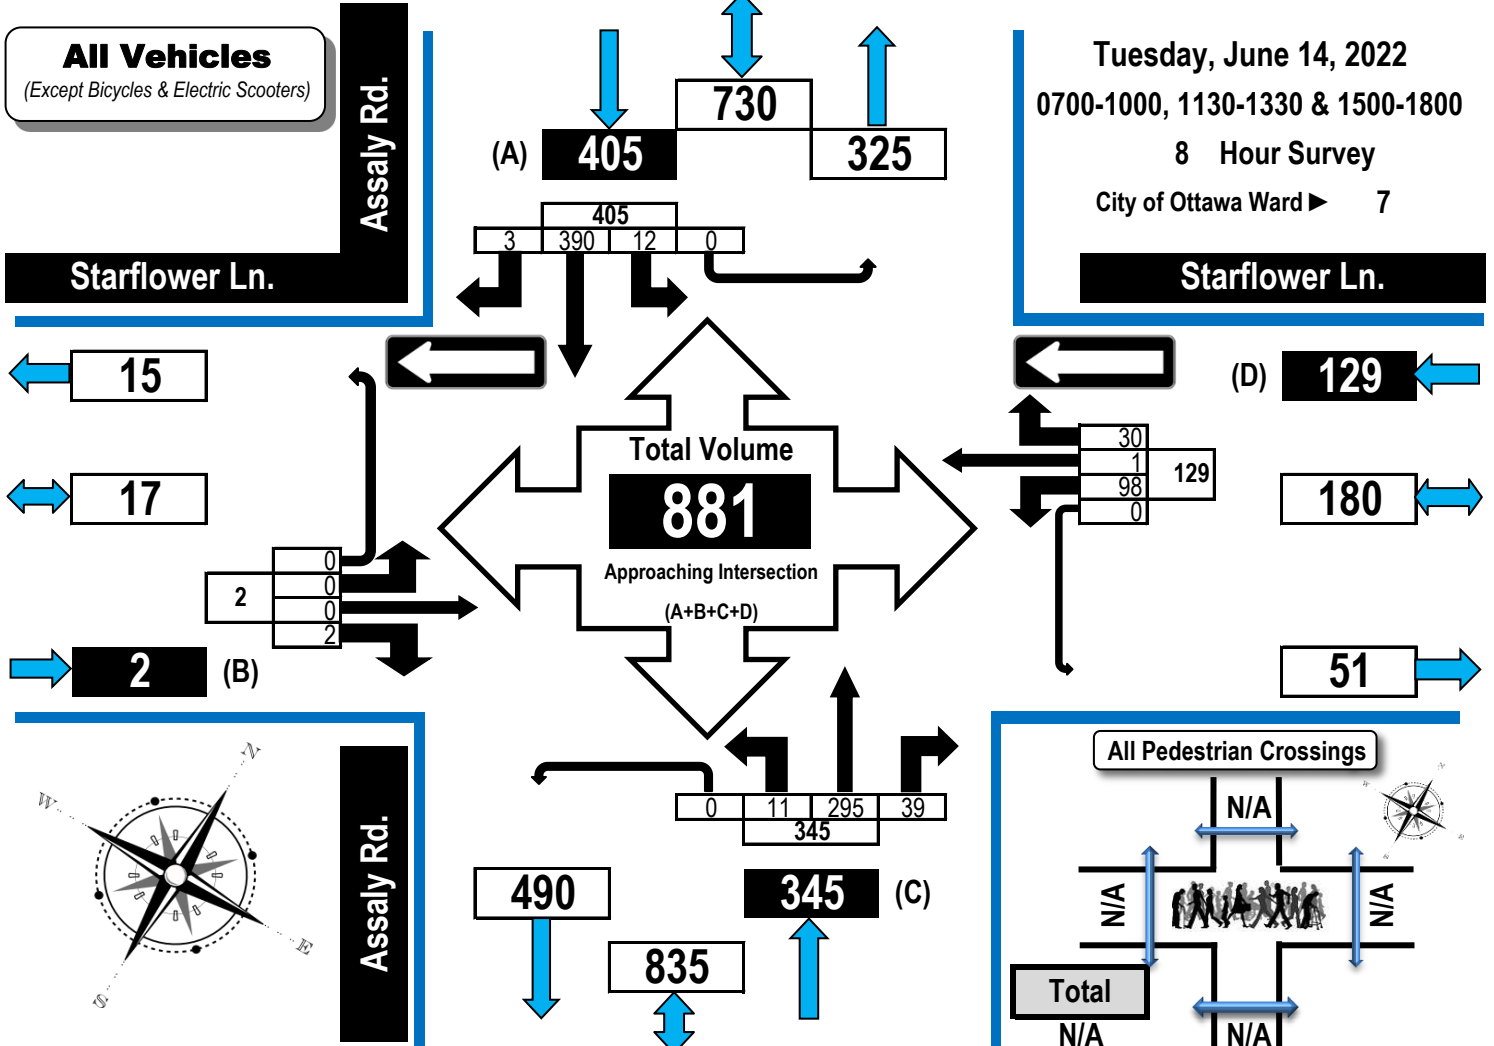 All Vehicles
(Except Bicycles & Electric Scooters)
Assaly Rd.
Starflower Ln.
730
(A) 405 325
405
3 390 12 0
Tuesday, June 14, 2022
0700-1000, 1130-1330 & 1500-1800
8 Hour Survey
City of Ottawa Ward ► 7
Starflower Ln.
15
17
0
0
0
2
2
2 (B)
Total Volume
881
Approaching Intersection
(A+B+C+D)
(D) 129
30
1
98
0
129
180
51
N
W
E
S
Assaly Rd.
0 11 295 39
345
490
345 (C)
835
All Pedestrian Crossings
N/A
N/A
N/A
Total
N/A
N/A